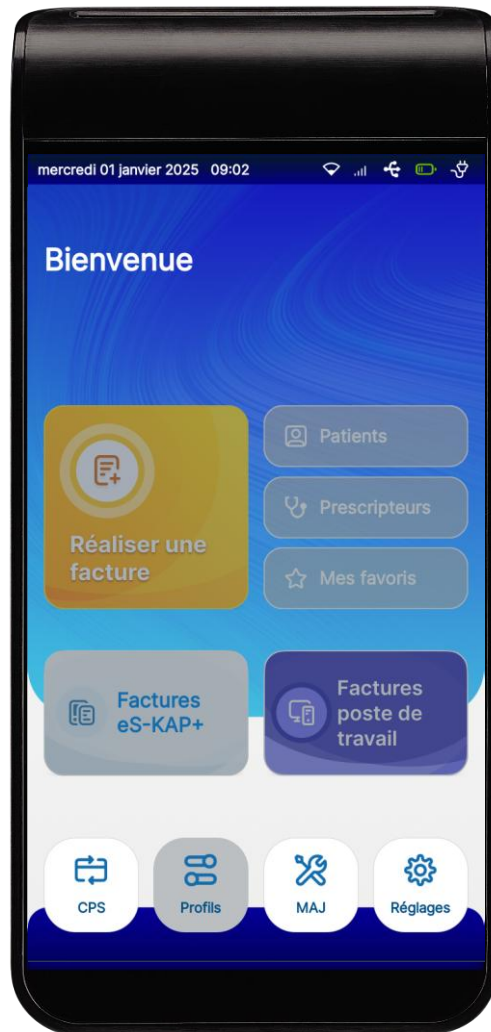 mercredi 01 janvier 2025 09:02
Bienvenue
Réaliser une
facture
Patients
Prescripteurs
Mes favoris
Factures
eS-KAP+
Factures
poste de
travail
CPS
Profils
MAJ
Réglages